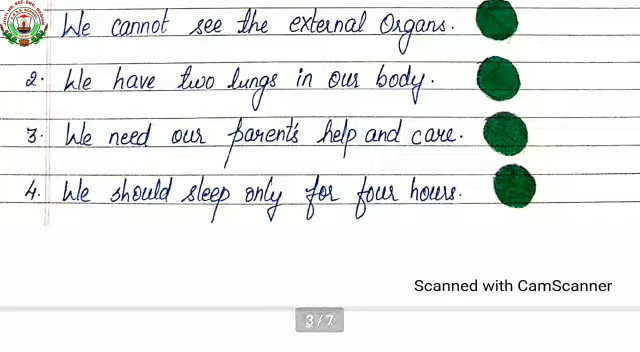 We cannot see the external Organs.
2. We have two lungs in our body.
3. We need our parent's help and care.
4. We should sleep only for four hours.
Scanned with CamScanner
3/7